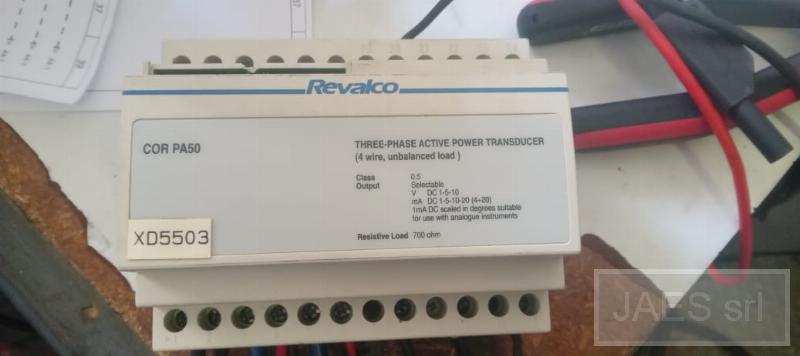 37
39
Revalco
COR PA50
THREE-PHASE ACTIVE POWER TRANSDUCER
(4 wire, unbalanced load )
Class 0.5
Output Selectable
V DC 1-5-10
mA DC 1-5-10-20 (4÷20)
1mA DC scaled in degrees suitable
for use with analogue instruments
Resistive Load 700 ohm
XD5503
JAES srl